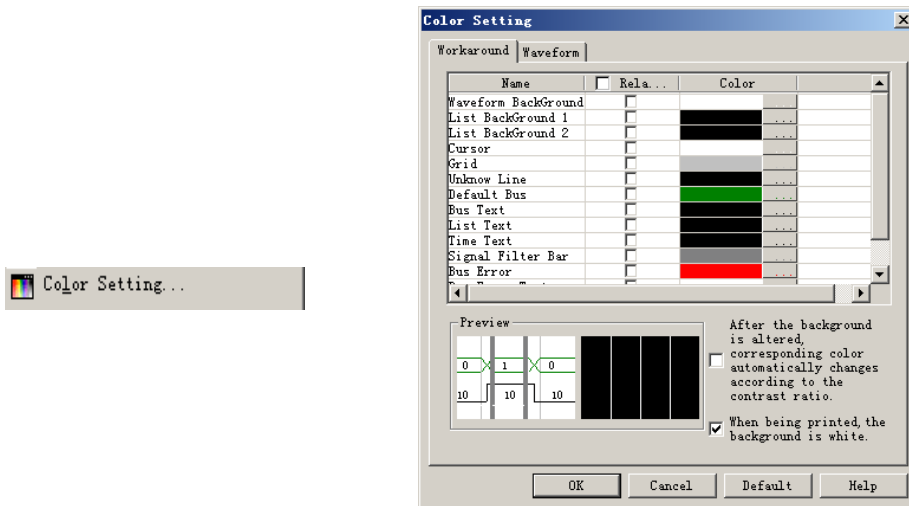 Color Setting...
Color Setting
Workaround Waveform
Name Rela... Color
Waveform BackGround ...
List BackGround 1 ...
List BackGround 2 ...
Cursor ...
Grid ...
Unknow Line ...
Default Bus ...
Bus Text ...
List Text ...
Time Text ...
Signal Filter Bar ...
Bus Error ...
Preview
0 1 0
10 10 10
After the background
is altered,
corresponding color
automatically changes
according to the
contrast ratio.
When being printed, the
background is white.
OK Cancel Default Help